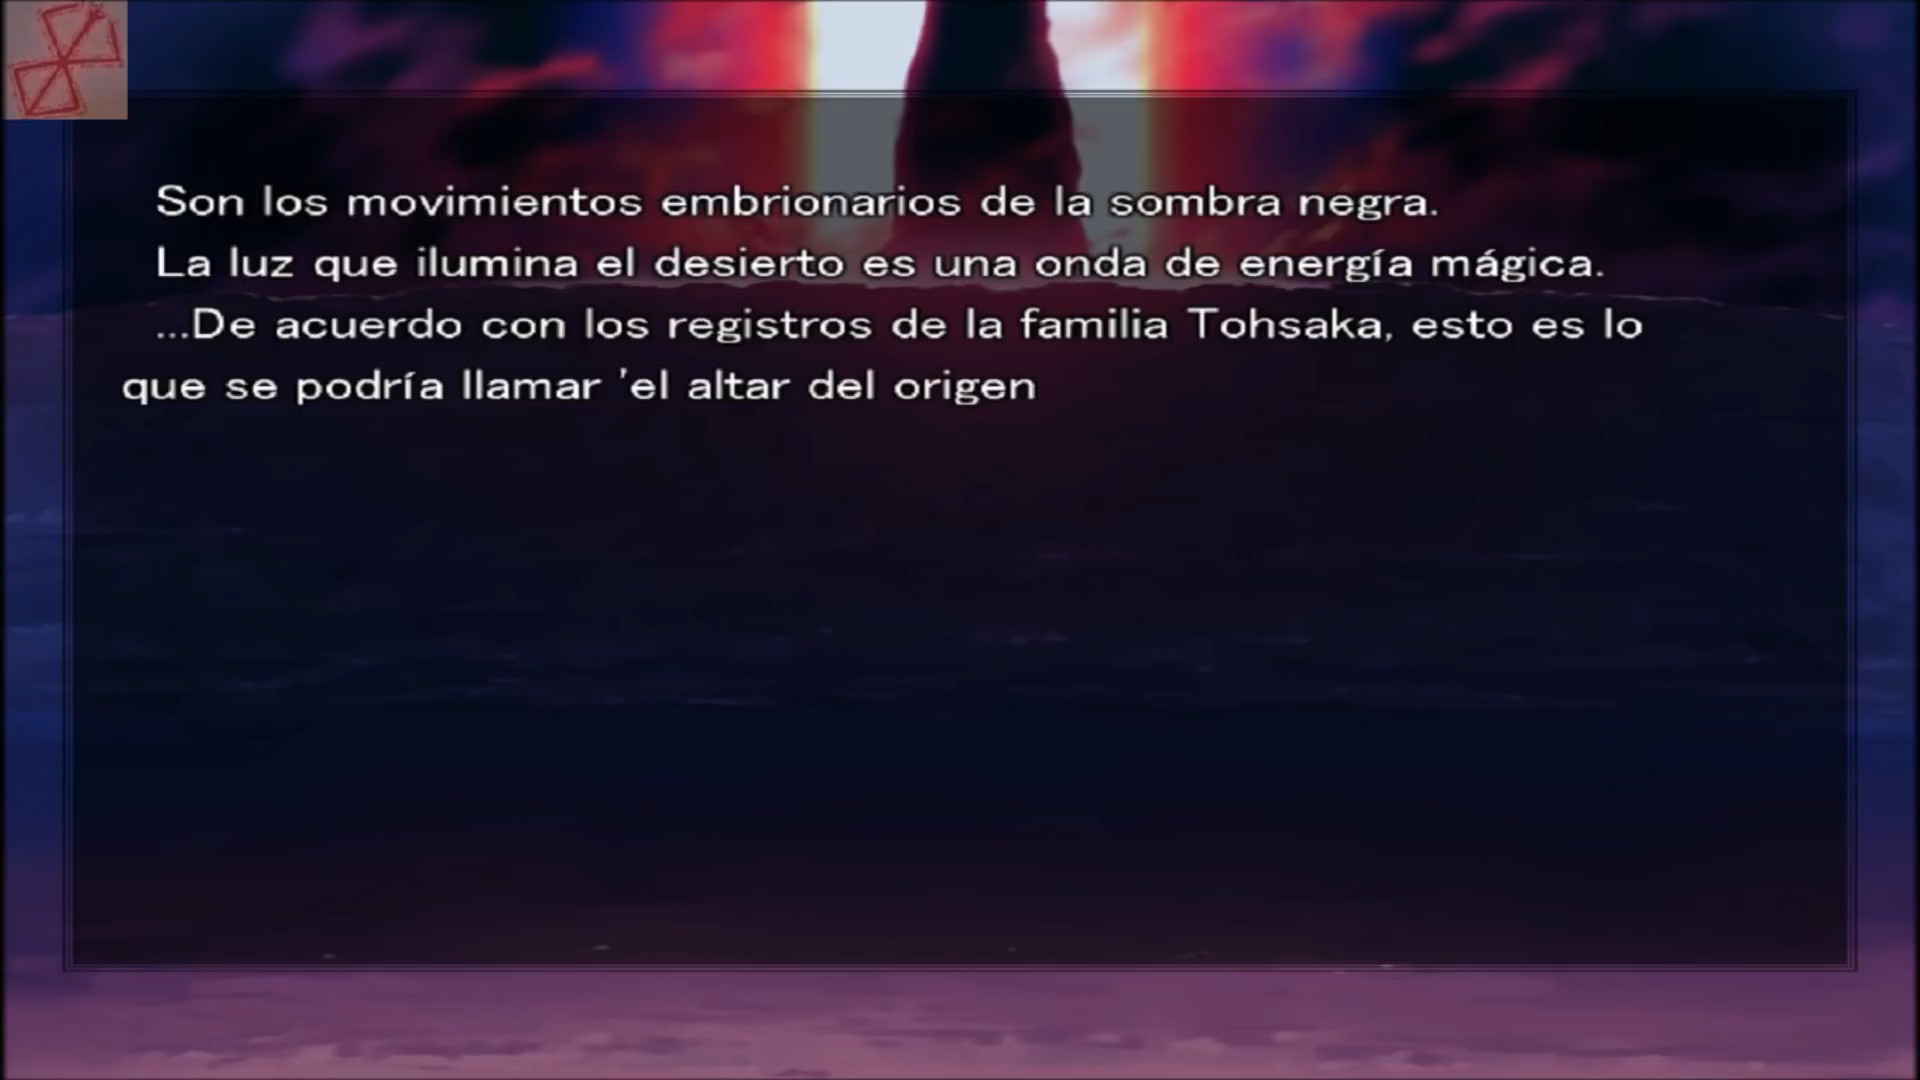 Son los movimientos embrionarios de la sombra negra.
La luz que ilumina el desierto es una onda de energía mágica.
...De acuerdo con los registros de la familia Tohsaka, esto es lo
que se podría llamar 'el altar del origen